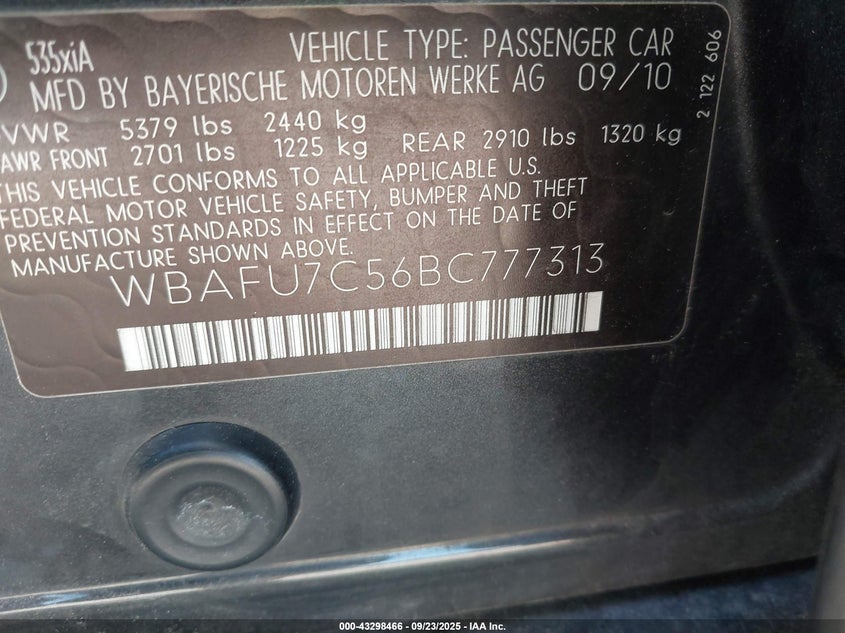 535xiA VEHICLE TYPE: PASSENGER CAR
MFD BY BAYERISCHE MOTOREN WERKE AG 09/10
VWR 5379 lbs 2440 kg
AWR FRONT 2701 lbs 1225 kg REAR 2910 lbs 1320 kg
THIS VEHICLE CONFORMS TO ALL APPLICABLE U.S.
FEDERAL MOTOR VEHICLE SAFETY, BUMPER AND THEFT
PREVENTION STANDARDS IN EFFECT ON THE DATE OF
MANUFACTURE SHOWN ABOVE.
WBAFU7C56BC777313
2 122 606
000-43298466 - 09/23/2025 - IAA Inc.